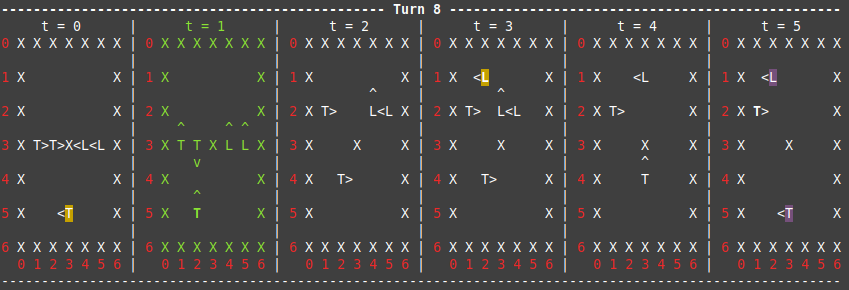 ------------------------------------------------ Turn 8 -------------------------------------------------
t = 0 | t = 1 | t = 2 | t = 3 | t = 4 | t = 5
0 X X X X X X X | 0 X X X X X X X | 0 X X X X X X X | 0 X X X X X X X | 0 X X X X X X X | 0 X X X X X X X
| | | | |
1 X           X | 1 X           X | 1 X           X | 1 X  <L       X | 1 X    <L     X | 1 X  <L       X
| | ^ | ^ | |
2 X           X | 2 X           X | 2 X T>    L<L X | 2 X T>  L<L   X | 2 X T>        X | 2 X T>        X
| ^     ^ ^ | | | |
3 X T>T>X<L<L X | 3 X T T X L L X | 3 X     X     X | 3 X     X     X | 3 X     X     X | 3 X     X     X
| v | | | ^ |
4 X           X | 4 X           X | 4 X   T>      X | 4 X   T>      X | 4 X     T     X | 4 X           X
| ^ | | | |
5 X    <T     X | 5 X   T       X | 5 X           X | 5 X           X | 5 X           X | 5 X    <T     X
| | | | |
6 X X X X X X X | 6 X X X X X X X | 6 X X X X X X X | 6 X X X X X X X | 6 X X X X X X X | 6 X X X X X X X
0 1 2 3 4 5 6 | 0 1 2 3 4 5 6 | 0 1 2 3 4 5 6 | 0 1 2 3 4 5 6 | 0 1 2 3 4 5 6 | 0 1 2 3 4 5 6
---------------------------------------------------------------------------------------------------------